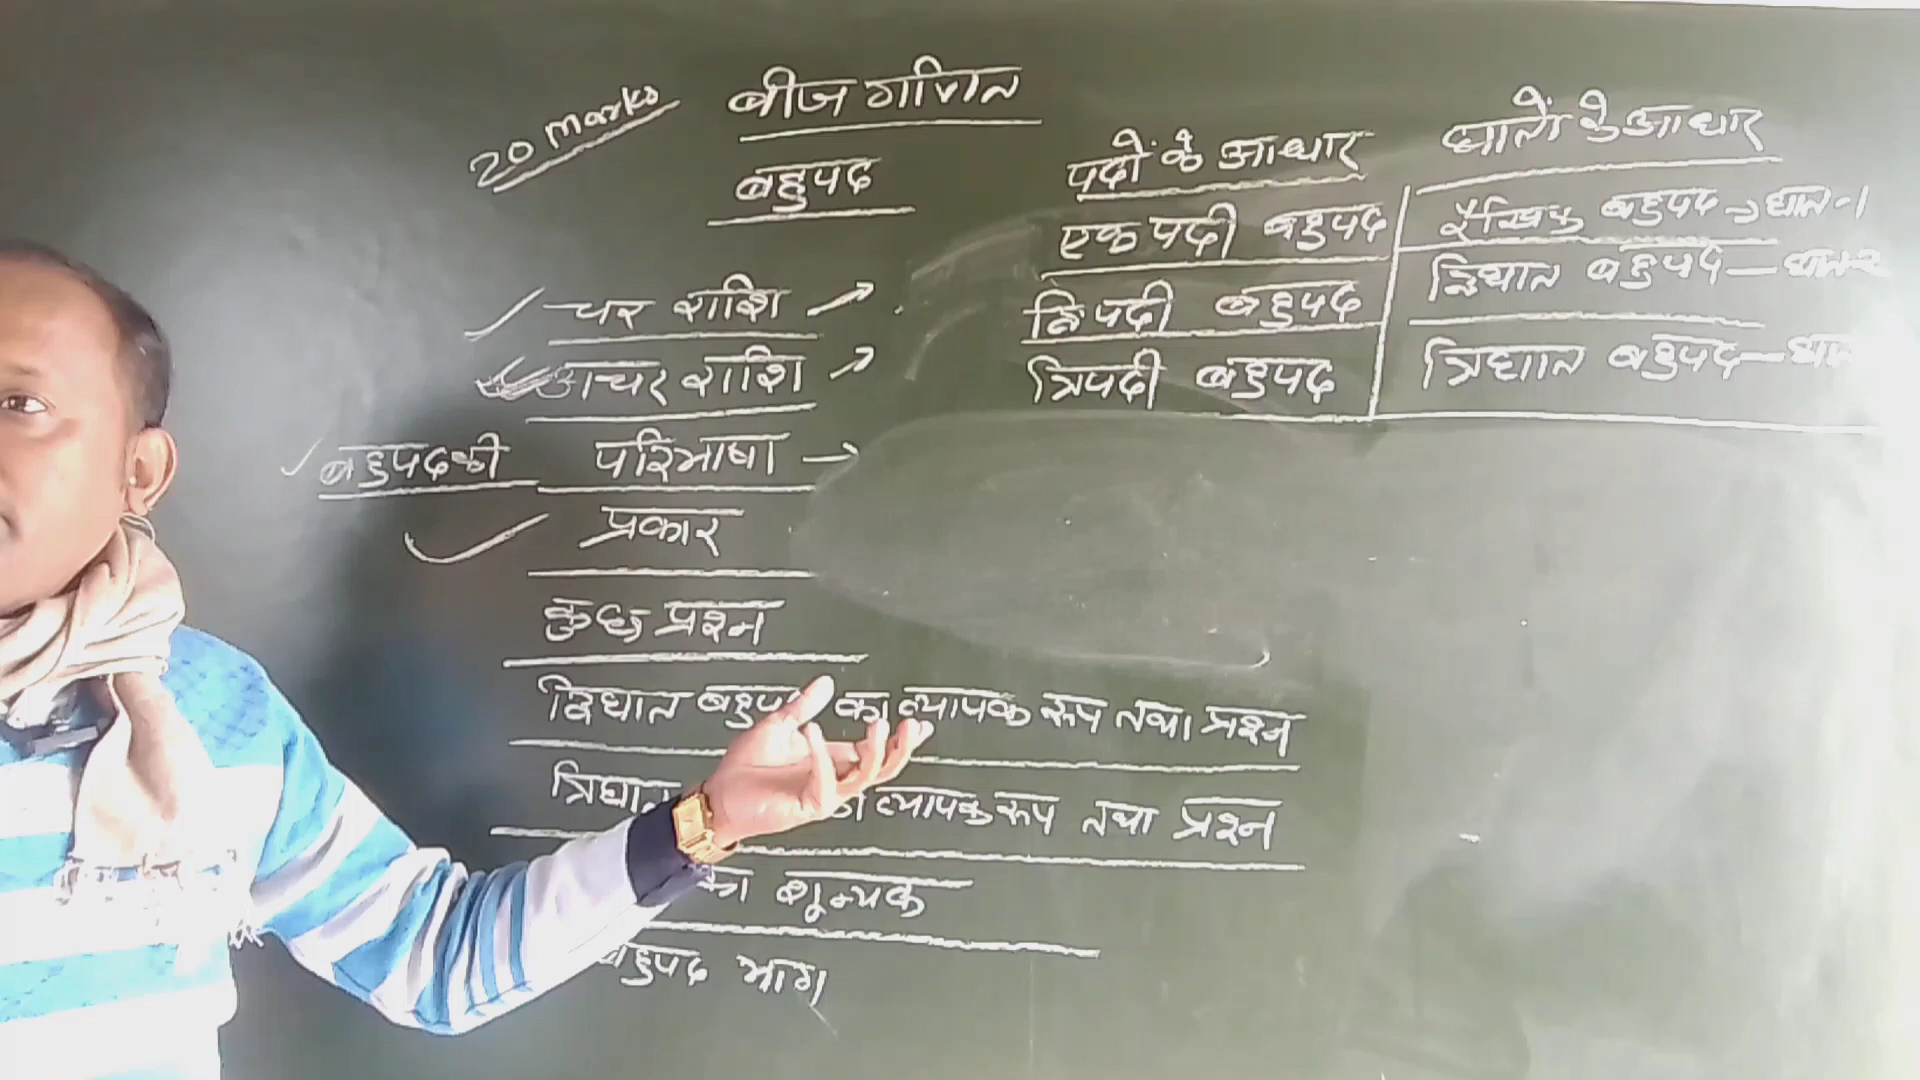 20 marks
बीज गणित
बहुपद
चर राशि →
अचर राशि →
बहुपद की परिभाषा →
प्रकार
कुछ प्रश्न
द्विघात का व्यापक रूप तथा प्रश्न
त्रिघात व्यापक रूप तथा प्रश्न
का शून्यक
बहुपद भाग
पदों के आधार
एक पदी बहुपद
द्विपदी बहुपद
त्रिपदी बहुपद
घातों के आधार
रैखिक बहुपद → घात-1
द्विघात बहुपद — घात-2
त्रिघात बहुपद —